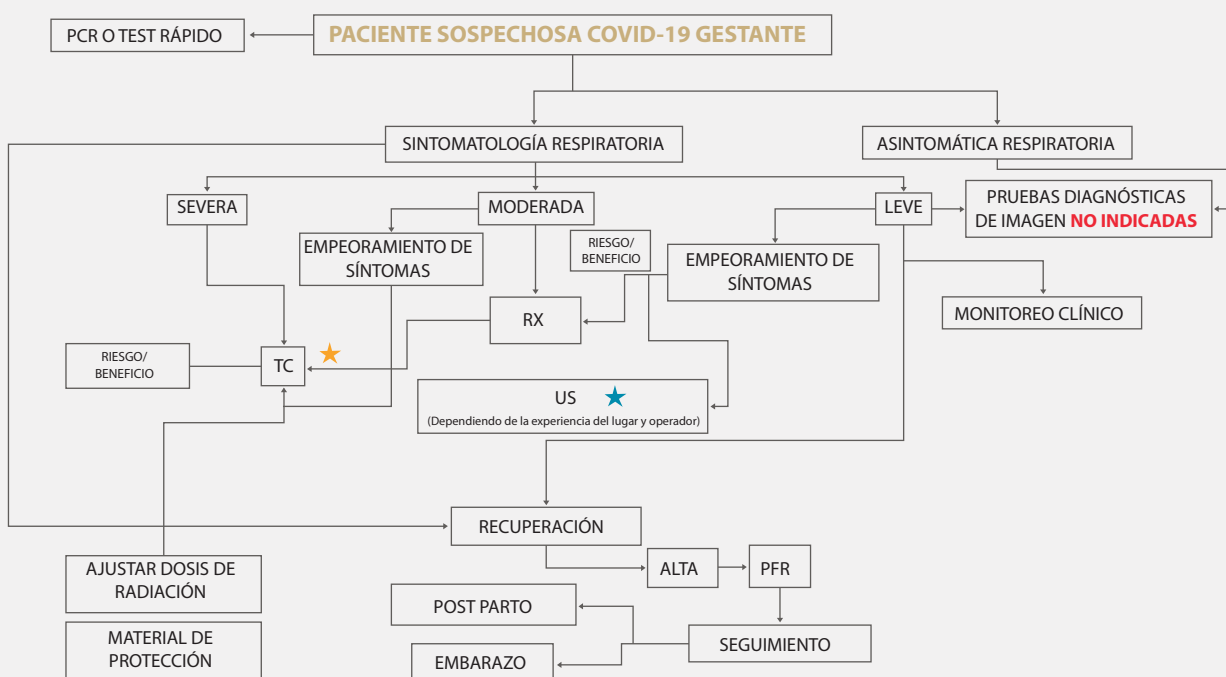 PCR O TEST RÁPIDO
PACIENTE SOSPECHOSA COVID-19 GESTANTE
SINTOMATOLOGÍA RESPIRATORIA
ASINTOMÁTICA RESPIRATORIA
SEVERA
MODERADA
LEVE
PRUEBAS DIAGNÓSTICAS
DE IMAGEN NO INDICADAS
EMPEORAMIENTO DE
SÍNTOMAS
RIESGO/
BENEFICIO
EMPEORAMIENTO DE
SÍNTOMAS
MONITOREO CLÍNICO
RX
RIESGO/
BENEFICIO
TC
US
(Dependiendo de la experiencia del lugar y operador)
RECUPERACIÓN
AJUSTAR DOSIS DE
RADIACIÓN
ALTA
PFR
POST PARTO
SEGUIMIENTO
MATERIAL DE
PROTECCIÓN
EMBARAZO